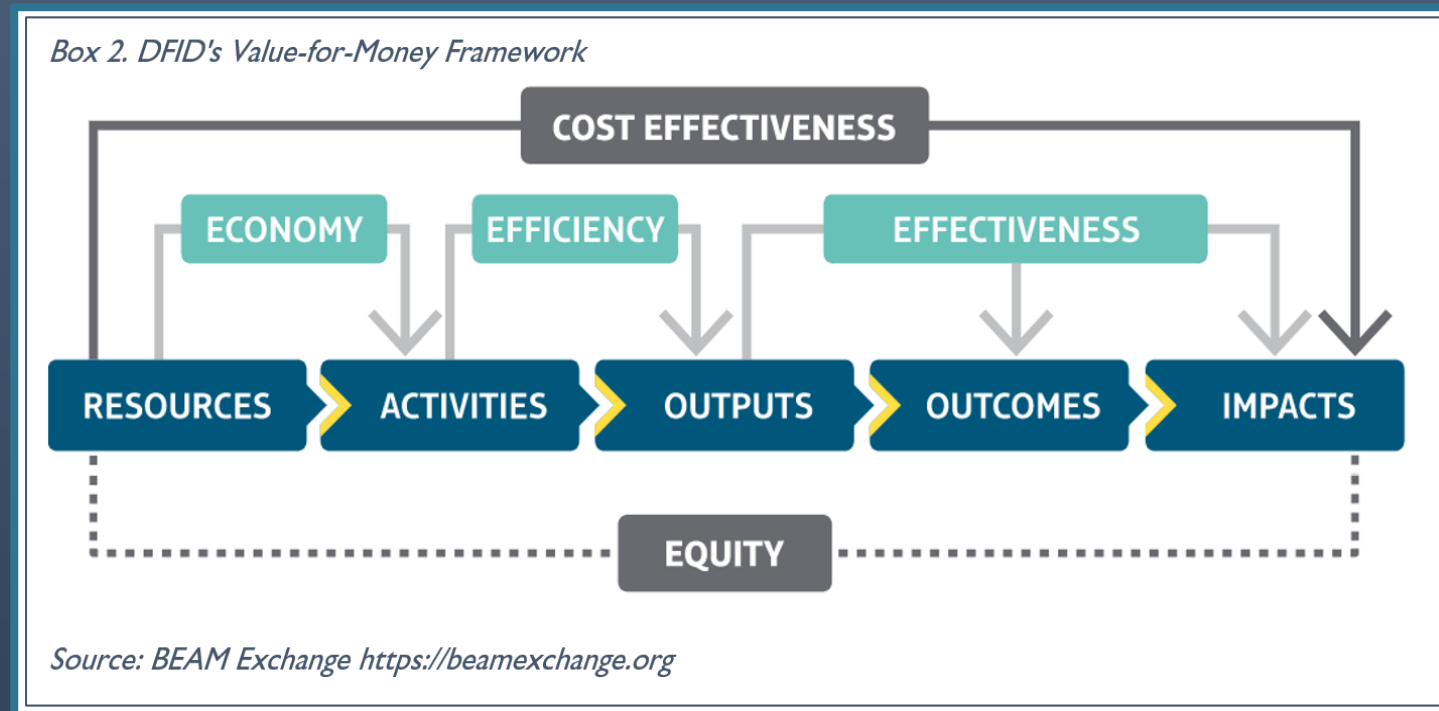 Box 2. DFID's Value-for-Money Framework
COST EFFECTIVENESS
ECONOMY
EFFICIENCY
EFFECTIVENESS
RESOURCES
ACTIVITIES
OUTPUTS
OUTCOMES
IMPACTS
EQUITY
Source: BEAM Exchange https://beamexchange.org